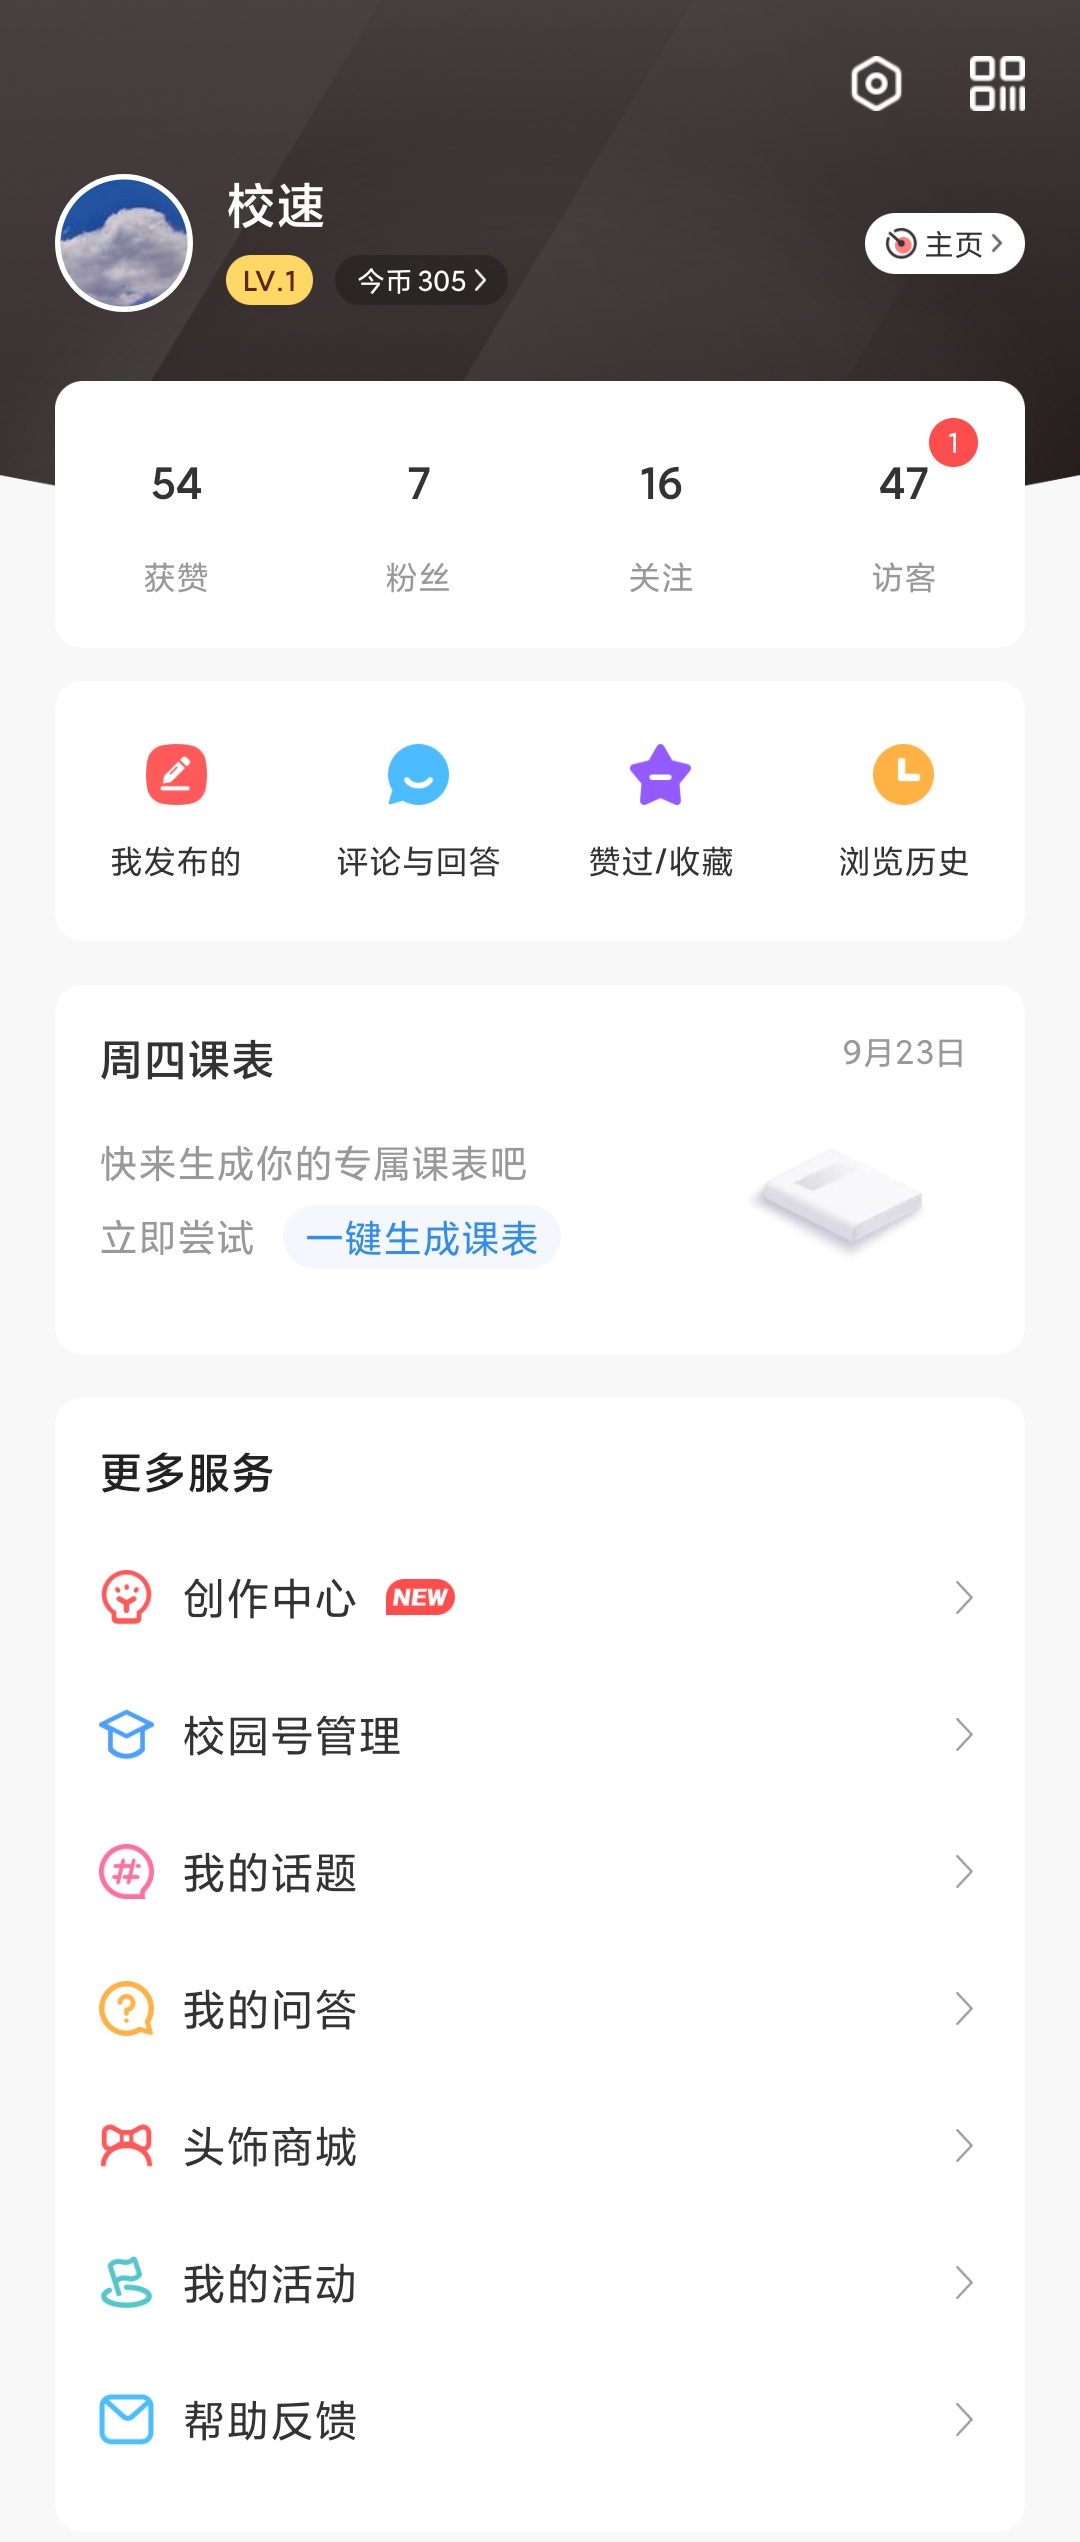 校速
LV.1
今币 305
主页
1
54
7
16
47
获赞
粉丝
关注
访客
我发布的
评论与回答
赞过/收藏
浏览历史
周四课表
9月23日
快来生成你的专属课表吧
立即尝试 一键生成课表
更多服务
创作中心 NEW
校园号管理
我的话题
我的问答
头饰商城
我的活动
帮助反馈